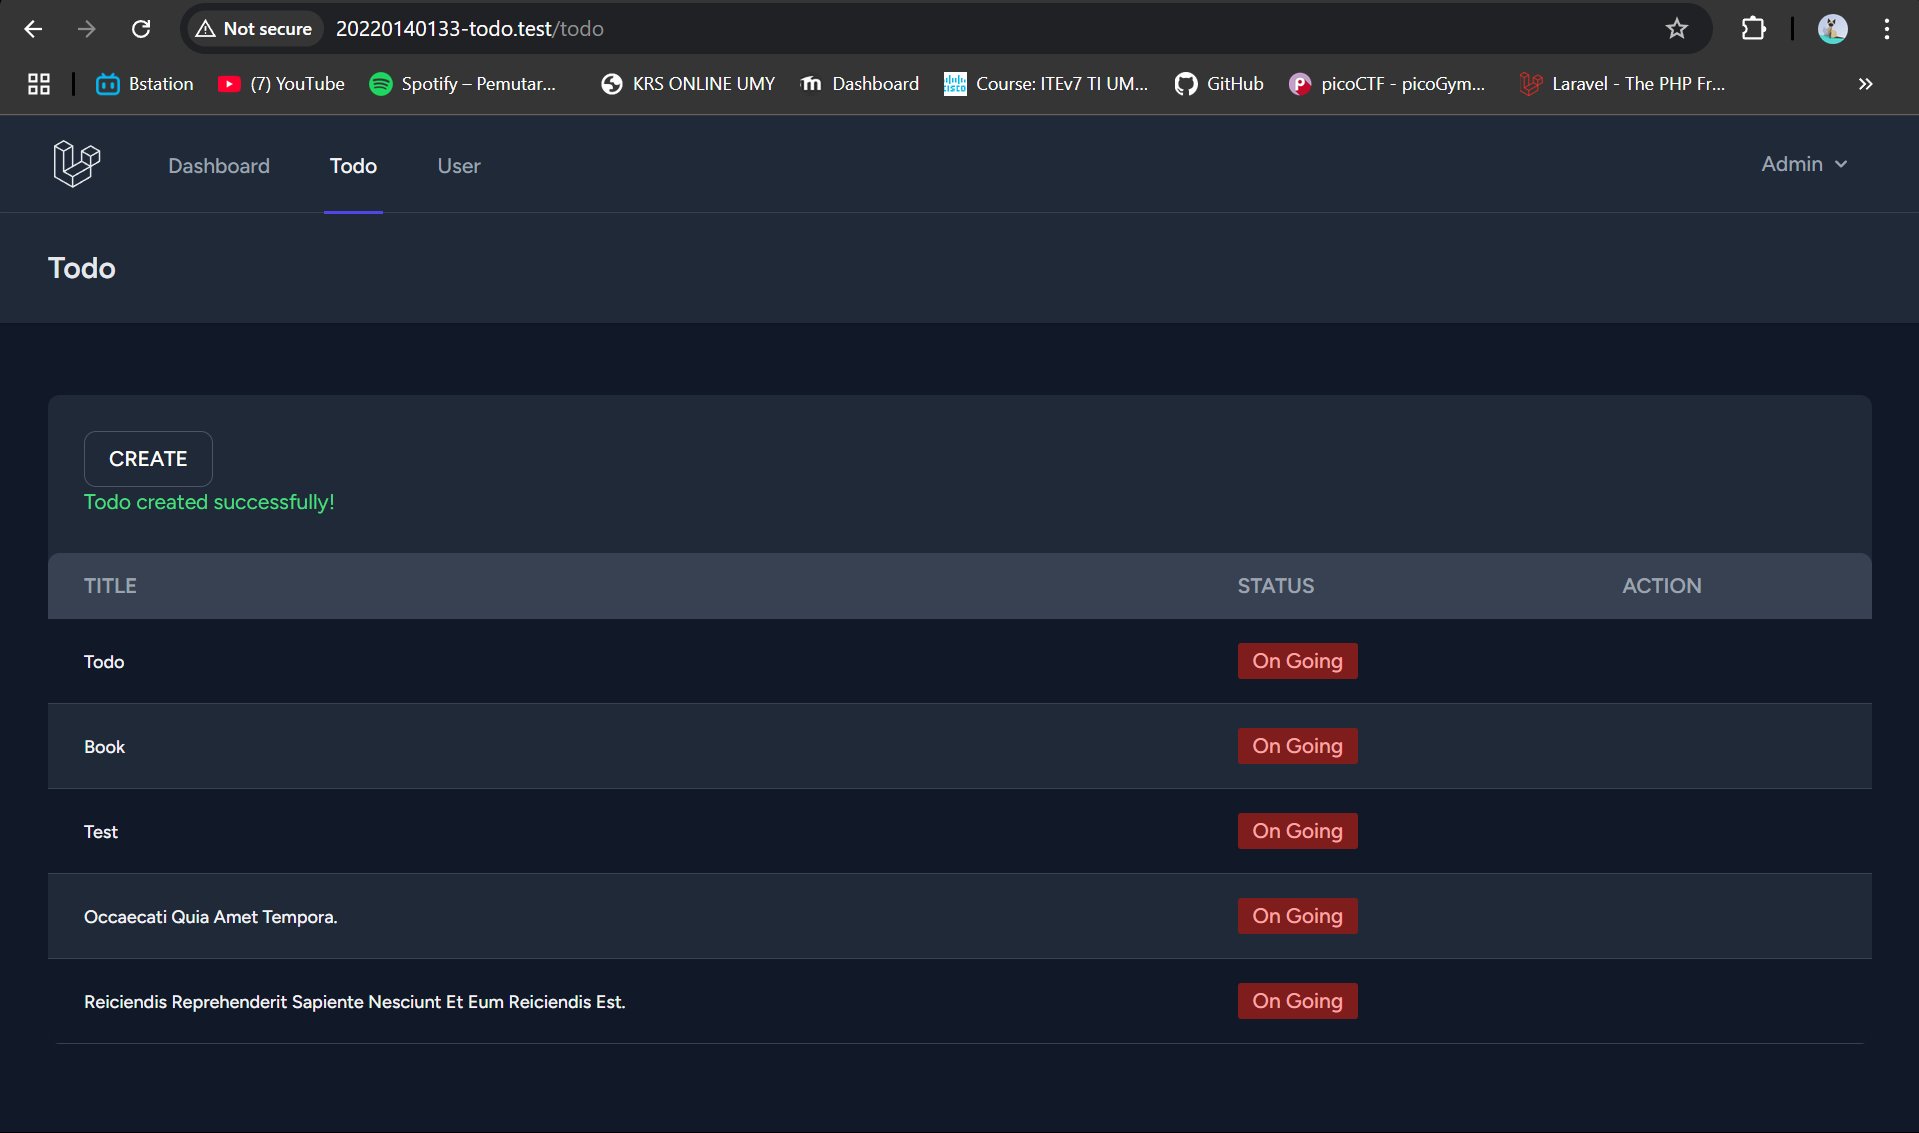 Not secure 20220140133-todo.test/todo
Bstation (7) YouTube Spotify – Pemutar... KRS ONLINE UMY Dashboard Course: ITEv7 TI UM... GitHub picoCTF - picoGym... Laravel - The PHP Fr...
Dashboard Todo User Admin
Todo
CREATE
Todo created successfully!
TITLE STATUS ACTION
Todo On Going
Book On Going
Test On Going
Occaecati Quia Amet Tempora. On Going
Reiciendis Reprehenderit Sapiente Nesciunt Et Eum Reiciendis Est. On Going